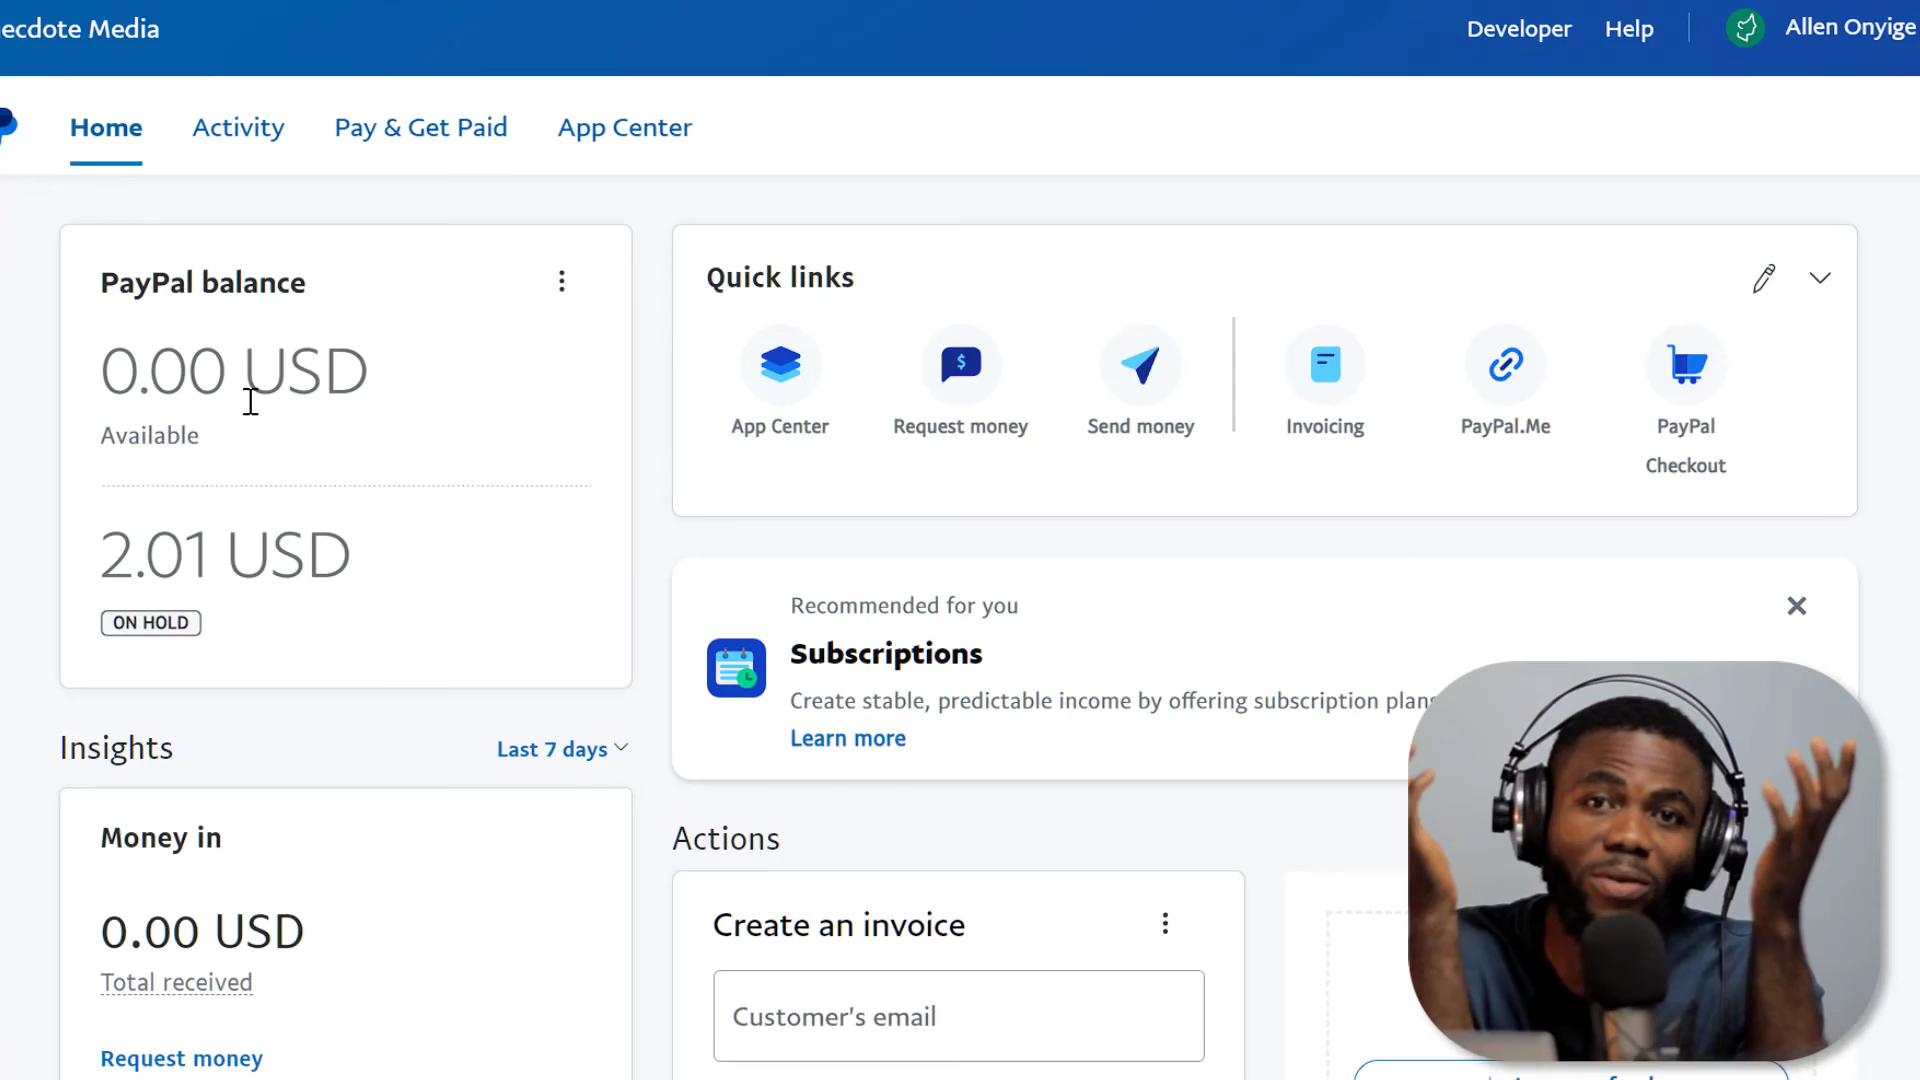 ecdote Media
Developer
Help
Allen Onyige
Home
Activity
Pay & Get Paid
App Center
PayPal balance
0.00 USD
Available
2.01 USD
ON HOLD
Quick links
App Center
Request money
Send money
Invoicing
PayPal.Me
PayPal
Checkout
Recommended for you
Subscriptions
Create stable, predictable income by offering subscription plans
Learn more
Insights
Last 7 days
Money in
0.00 USD
Total received
Request money
Actions
Create an invoice
Customer's email